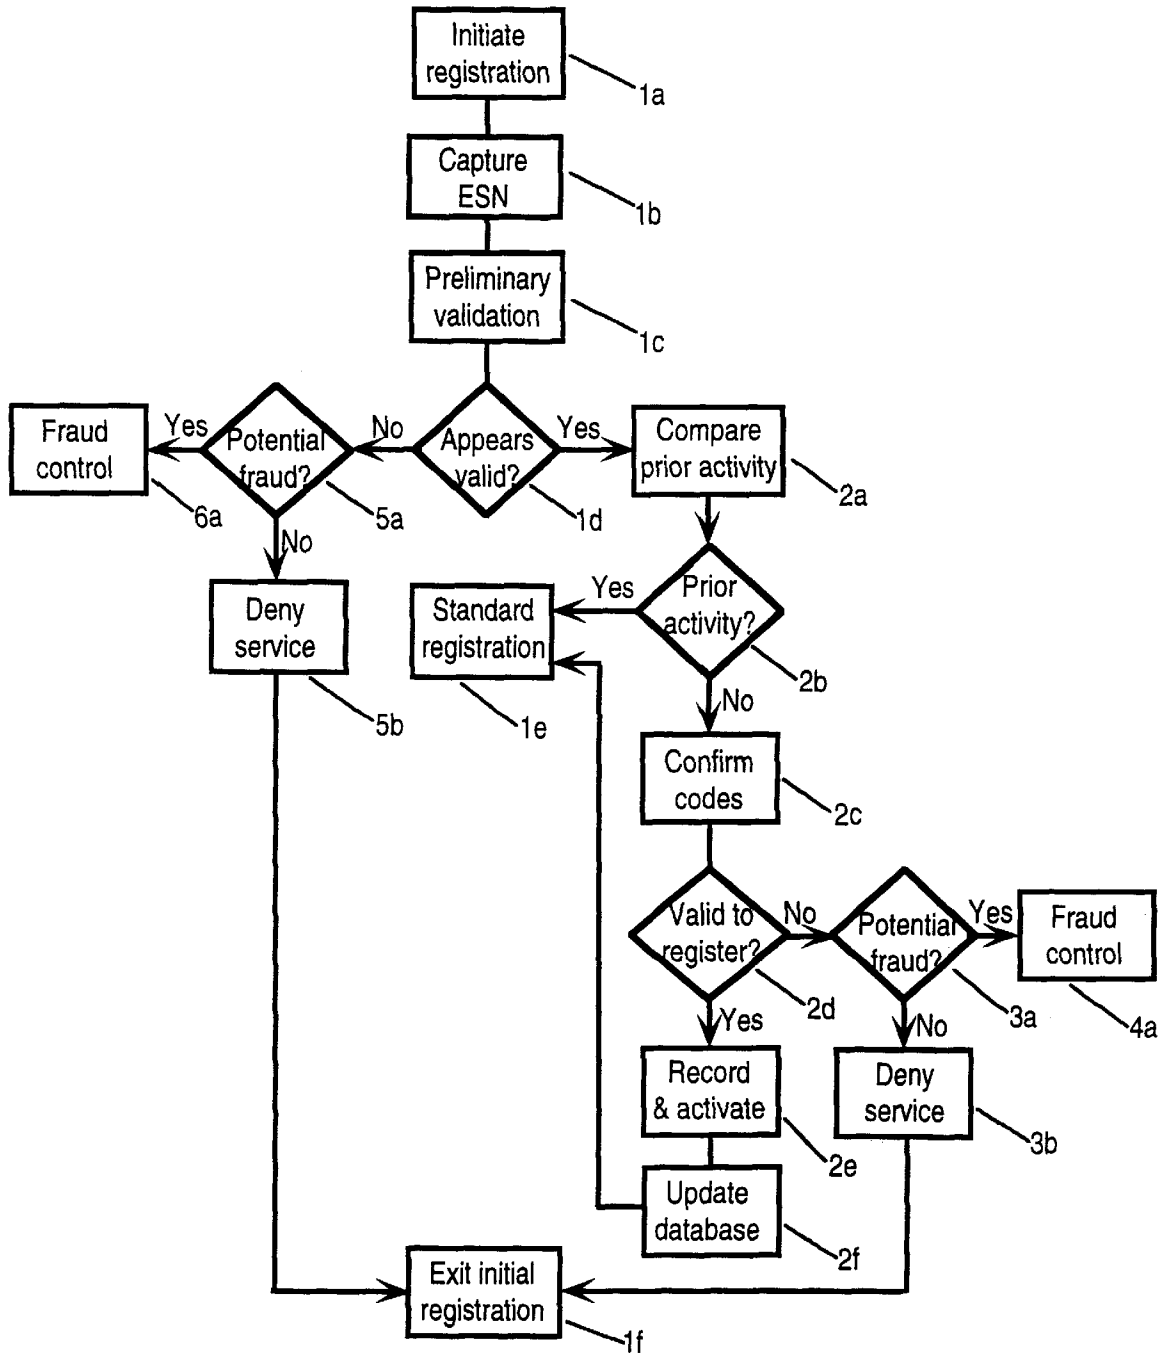 Initiate
registration
1a
Capture
ESN
1b
Preliminary
validation
1c
Fraud
control
6a
Yes
Potential
fraud?
5a
No
Appears
valid?
1d
Yes
Compare
prior activity
2a
No
Deny
service
5b
Standard
registration
1e
Yes
Prior
activity?
2b
No
Confirm
codes
2c
Valid to
register?
2d
No
Potential
fraud?
3a
Yes
Fraud
control
4a
Yes
No
Record
& activate
2e
Deny
service
3b
Update
database
2f
Exit initial
registration
1f